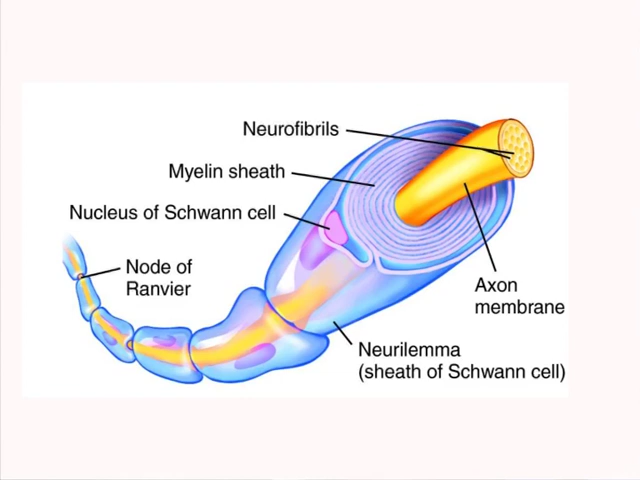 Neurofibrils
Myelin sheath
Nucleus of Schwann cell
Node of
Ranvier
Axon
membrane
Neurilemma
(sheath of Schwann cell)